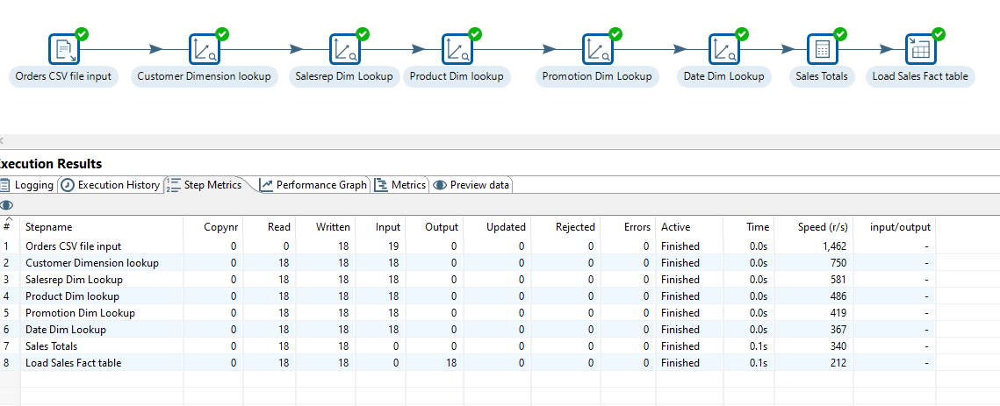 Orders CSV file input Customer Dimension lookup Salesrep Dim Lookup Product Dim lookup Promotion Dim Lookup Date Dim Lookup Sales Totals Load Sales Fact table
Execution Results
Logging Execution History Step Metrics Performance Graph Metrics Preview data
# Stepname Copynr Read Written Input Output Updated Rejected Errors Active Time Speed (r/s) input/output
1 Orders CSV file input 0 0 18 19 0 0 0 0 Finished 0.0s 1,462 -
2 Customer Dimension lookup 0 18 18 18 0 0 0 0 Finished 0.0s 750 -
3 Salesrep Dim Lookup 0 18 18 18 0 0 0 0 Finished 0.0s 581 -
4 Product Dim lookup 0 18 18 18 0 0 0 0 Finished 0.0s 486 -
5 Promotion Dim Lookup 0 18 18 18 0 0 0 0 Finished 0.0s 419 -
6 Date Dim Lookup 0 18 18 18 0 0 0 0 Finished 0.0s 367 -
7 Sales Totals 0 18 18 0 0 0 0 0 Finished 0.1s 340 -
8 Load Sales Fact table 0 18 18 0 18 0 0 0 Finished 0.1s 212 -